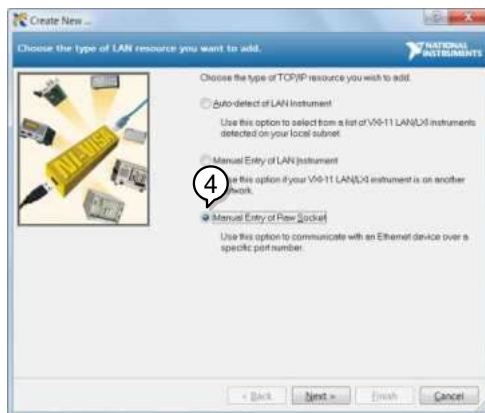 Create New ...
Choose the type of LAN resource you want to add.
NATIONAL
INSTRUMENTS
Choose the type of TCP/IP resource you wish to add.
Auto-detect of LAN Instrument
Use this option to select from a list of VXI-11 LAN/LXI instruments
detected on your local subnet
Manual Entry of LAN Instrument
this option if your VXI-11 LAN/LXI instrument is on another
4
Manual Entry of Raw Socket
Use this option to communicate with an Ethernet device over a
specific port number.
NI-VISA
< Back
Next >
Finish
Cancel